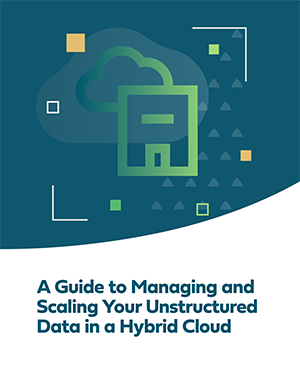 A Guide to Managing and
Scaling Your Unstructured
Data in a Hybrid Cloud